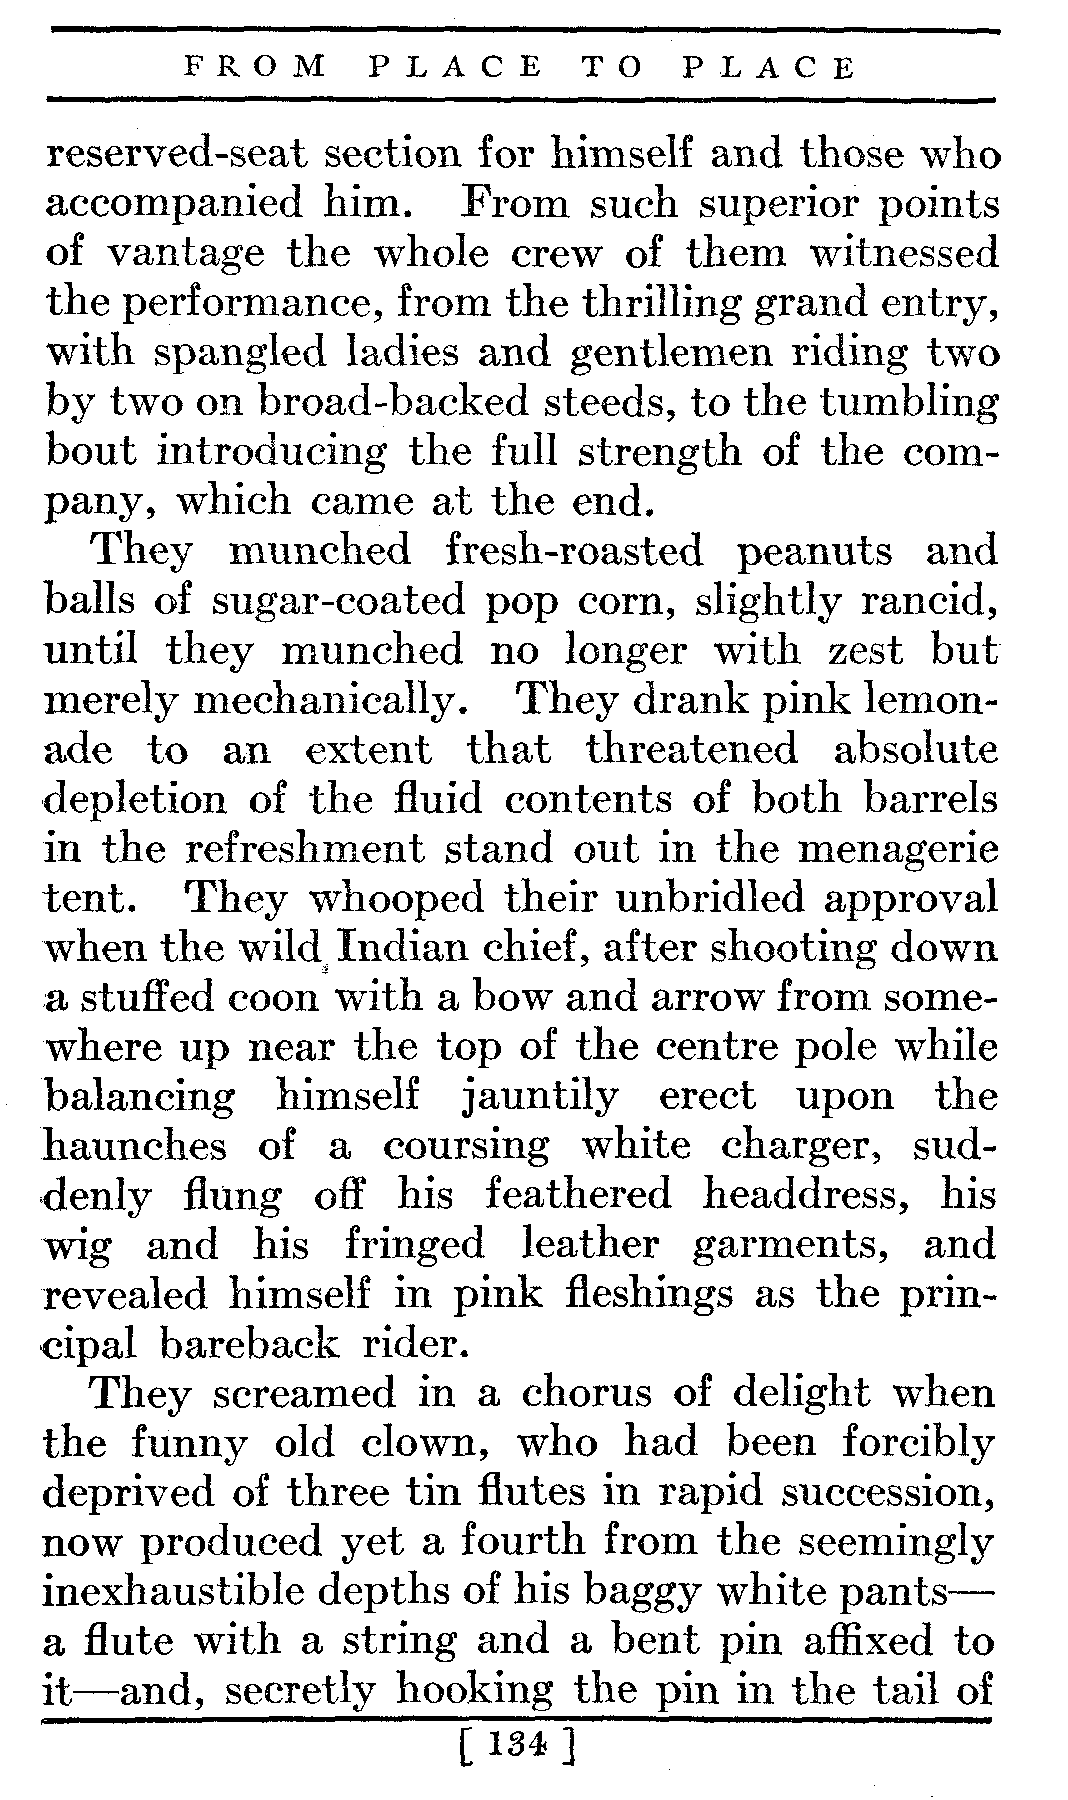 FROM PLACE TO PLACE
reserved-seat section for himself and those who
accompanied him. From such superior points
of vantage the whole crew of them witnessed
the performance, from the thrilling grand entry,
with spangled ladies and gentlemen riding two
by two on broad-backed steeds, to the tumbling
bout introducing the full strength of the com-
pany, which came at the end.
They munched fresh-roasted peanuts and
balls of sugar-coated pop corn, slightly rancid,
until they munched no longer with zest but
merely mechanically. They drank pink lemon-
ade to an extent that threatened absolute
depletion of the fluid contents of both barrels
in the refreshment stand out in the menagerie
tent. They whooped their unbridled approval
when the wild Indian chief, after shooting down
a stuffed coon with a bow and arrow from some-
where up near the top of the centre pole while
balancing himself jauntily erect upon the
haunches of a coursing white charger, sud-
denly flung off his feathered headdress, his
wig and his fringed leather garments, and
revealed himself in pink fleshings as the prin-
cipal bareback rider.
They screamed in a chorus of delight when
the funny old clown, who had been forcibly
deprived of three tin flutes in rapid succession,
now produced yet a fourth from the seemingly
inexhaustible depths of his baggy white pants—
a flute with a string and a bent pin affixed to
it—and, secretly hooking the pin in the tail of
[ 134 ]